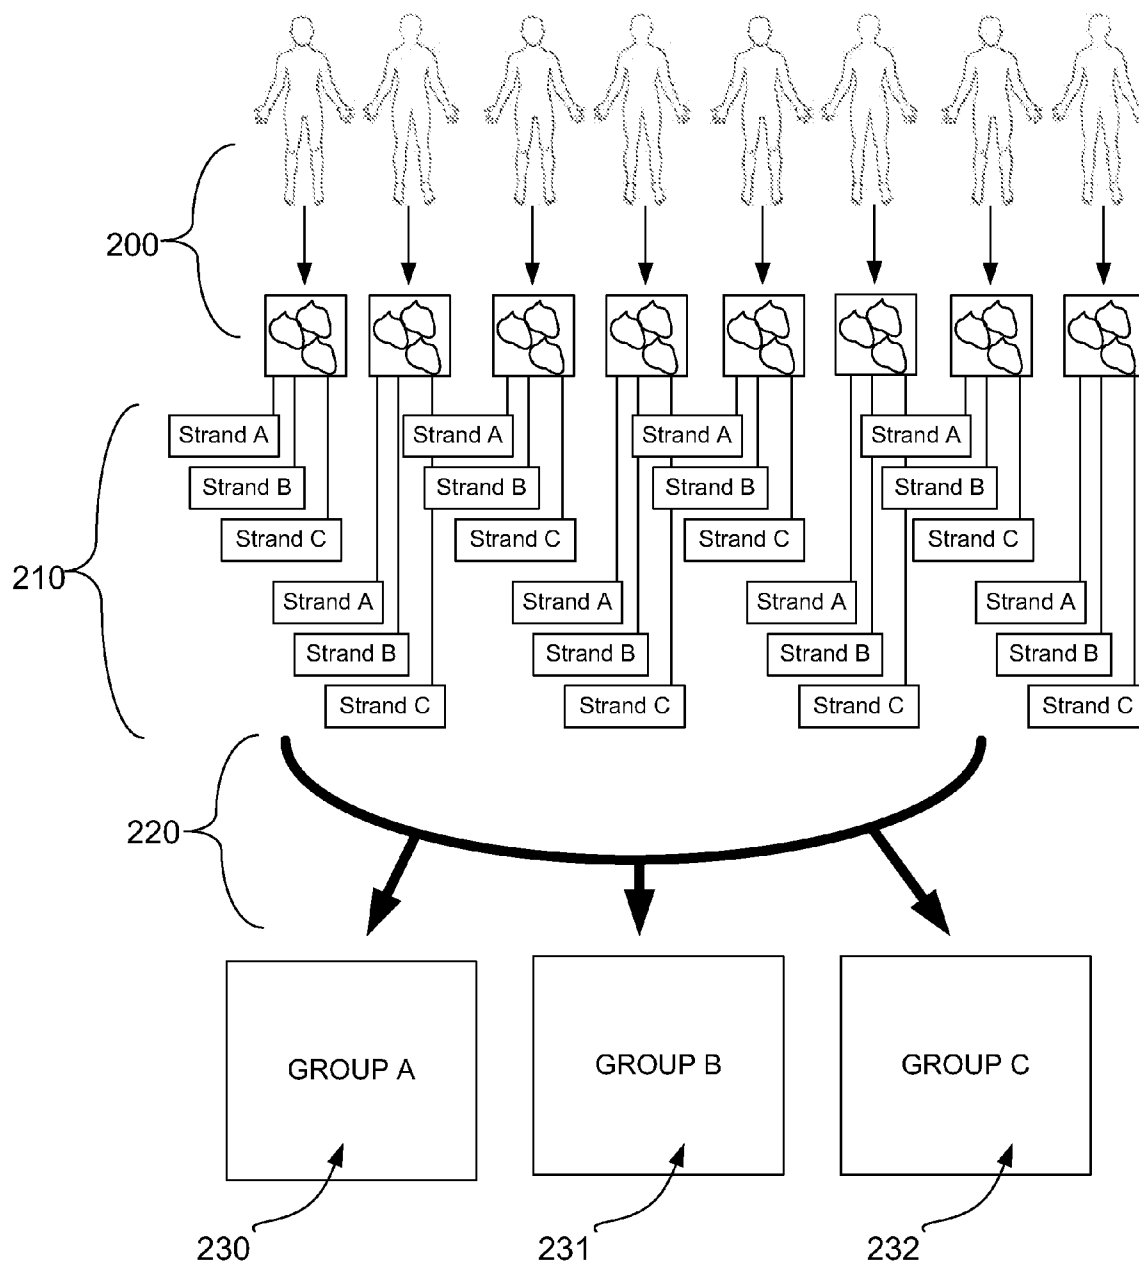 200
Strand A Strand A Strand A Strand A
Strand B Strand B Strand B Strand B
Strand C Strand C Strand C Strand C
210
Strand A Strand A Strand A Strand A
Strand B Strand B Strand B Strand B
Strand C Strand C Strand C Strand C
220
GROUP A GROUP B GROUP C
230 231 232